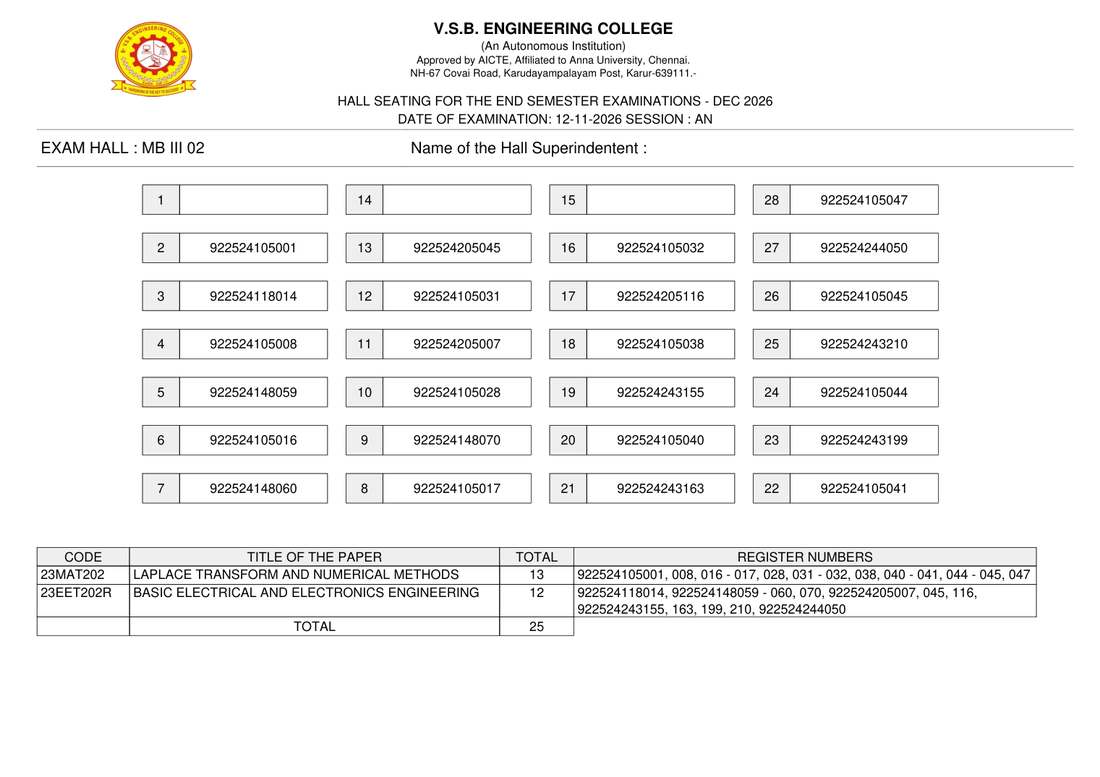 V.S.B. ENGINEERING COLLEGE
(An Autonomous Institution)
Approved by AICTE, Affiliated to Anna University, Chennai.
NH-67 Covai Road, Karudayampalayam Post, Karur-639111.-
HALL SEATING FOR THE END SEMESTER EXAMINATIONS - DEC 2026
DATE OF EXAMINATION: 12-11-2026 SESSION : AN
EXAM HALL : MB III 02 Name of the Hall Superindentent :
1 14 15 28 922524105047
2 922524105001 13 922524205045 16 922524105032 27 922524244050
3 922524118014 12 922524105031 17 922524205116 26 922524105045
4 922524105008 11 922524205007 18 922524105038 25 922524243210
5 922524148059 10 922524105028 19 922524243155 24 922524105044
6 922524105016 9 922524148070 20 922524105040 23 922524243199
7 922524148060 8 922524105017 21 922524243163 22 922524105041
CODE TITLE OF THE PAPER TOTAL REGISTER NUMBERS
23MAT202 LAPLACE TRANSFORM AND NUMERICAL METHODS 13 922524105001, 008, 016 - 017, 028, 031 - 032, 038, 040 - 041, 044 - 045, 047
23EET202R BASIC ELECTRICAL AND ELECTRONICS ENGINEERING 12 922524118014, 922524148059 - 060, 070, 922524205007, 045, 116,
922524243155, 163, 199, 210, 922524244050
TOTAL 25